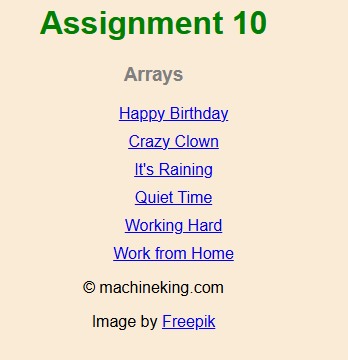 Assignment 10
Arrays
Happy Birthday
Crazy Clown
It's Raining
Quiet Time
Working Hard
Work from Home
© machineking.com
Image by Freepik